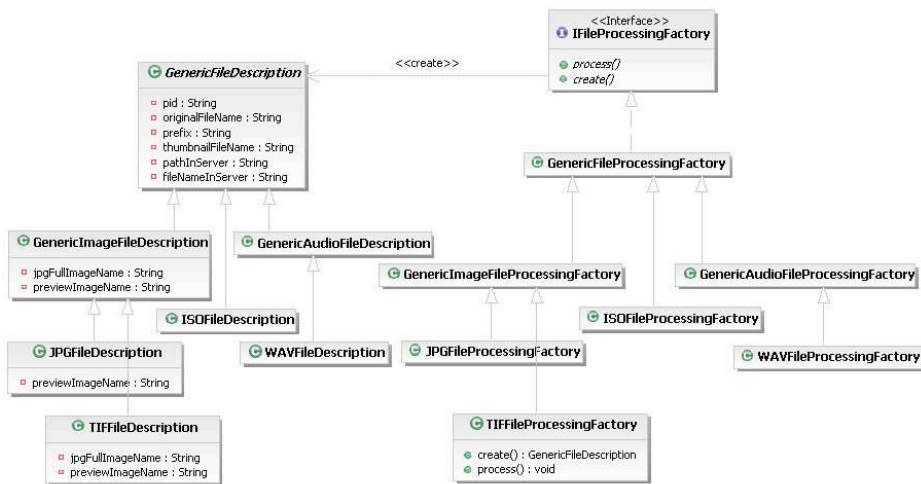 <<Interface>>
IFileProcessingFactory
process()
create()
<<create>>
GenericFileDescription
pid : String
originalFileName : String
prefix : String
thumbnailFileName : String
pathInServer : String
fileNameInServer : String
GenericFileProcessingFactory
GenericImageFileDescription
jpgFullImageName : String
previewImageName : String
GenericAudioFileDescription
GenericImageFileProcessingFactory
GenericAudioFileProcessingFactory
ISOFileDescription
ISOFileProcessingFactory
JPGFileDescription
previewImageName : String
WAVFileDescription
JPGFileProcessingFactory
WAVFileProcessingFactory
TIFFileDescription
jpgFullImageName : String
previewImageName : String
TIFFileProcessingFactory
create() : GenericFileDescription
process() : void